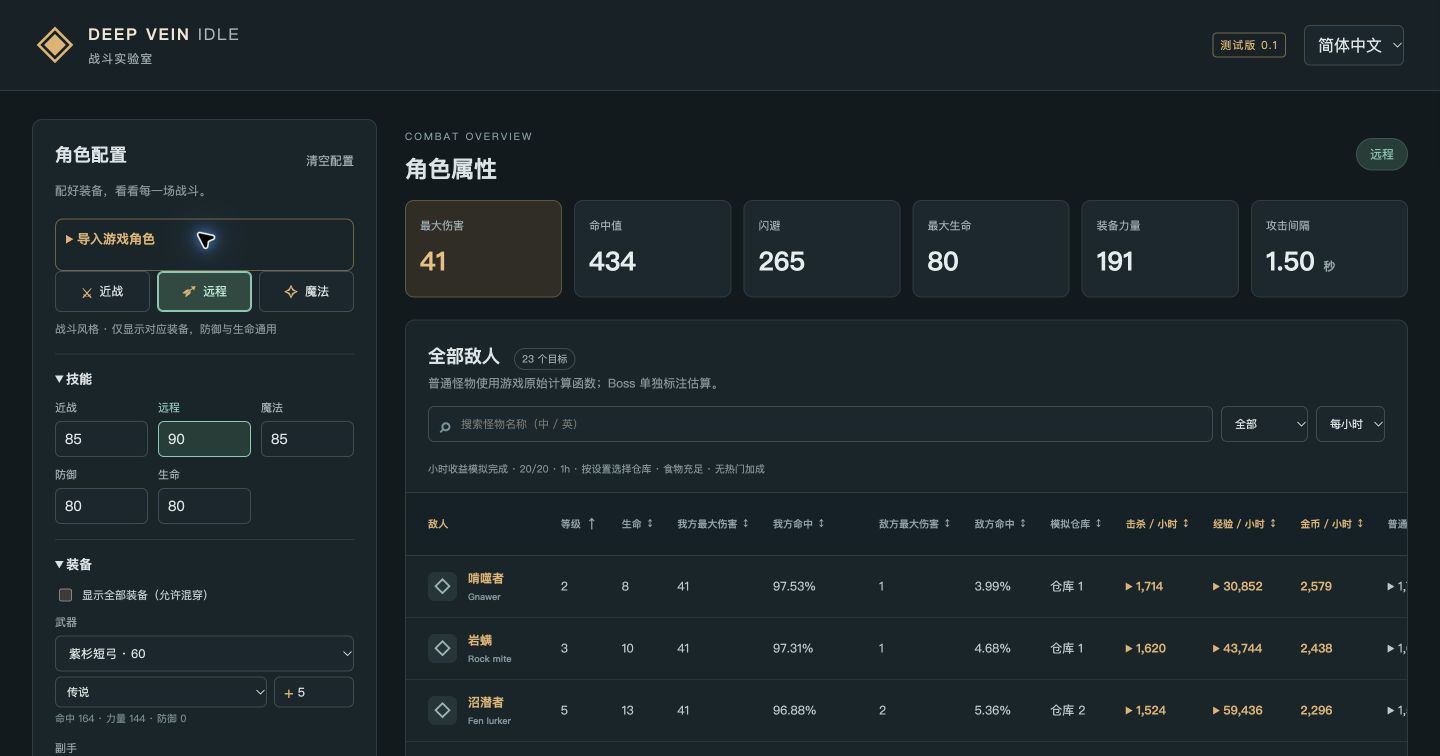 DEEP VEIN IDLE
战斗实验室
测试版 0.1
简体中文
角色配置
清空配置
配好装备，看看每一场战斗。
导入游戏角色
近战
远程
魔法
战斗风格 · 仅显示对应装备，防御与生命通用
技能
近战 远程 魔法
85 90 85
防御 生命
80 80
装备
显示全部装备（允许混穿）
武器
紫杉短弓 · 60
传说
+ 5
命中 164 · 力量 144 · 防御 0
副手
COMBAT OVERVIEW
角色属性
远程
最大伤害 命中值 闪避 最大生命 装备力量 攻击间隔
41 434 265 80 191 1.50 秒
全部敌人
23 个目标
普通怪物使用游戏原始计算函数；Boss 单独标注估算。
搜索怪物名称（中 / 英）
全部
每小时
小时收益模拟完成 · 20/20 · 1h · 按设置选择仓库 · 食物充足 · 无热门加成
敌人 等级 ↑ 生命 ↕ 我方最大伤害 ↕ 我方命中 ↕ 敌方最大伤害 ↕ 敌方命中 ↕ 模拟仓库 ↕ 击杀 / 小时 ↕ 经验 / 小时 ↕ 金币 / 小时 ↕ 普通
啃噬者 2 8 41 97.53% 1 3.99% 仓库 1 1,714 30,852 2,579
Gnawer
岩螨 3 10 41 97.31% 1 4.68% 仓库 1 1,620 43,744 2,438
Rock mite
沼潜者 5 13 41 96.88% 2 5.36% 仓库 2 1,524 59,436 2,296
Fen lurker